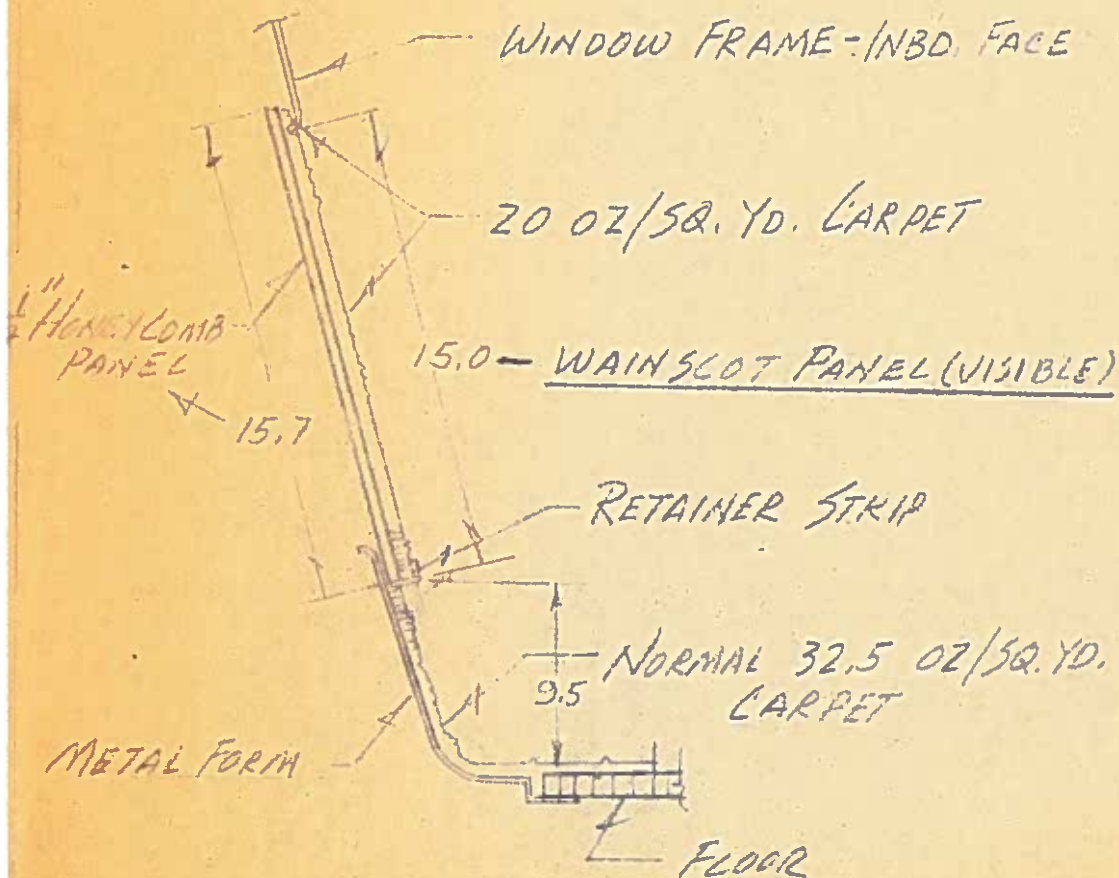 WINDOW FRAME-INBD. FACE
20 OZ/SQ. YD. CARPET
HONEYCOMB
PANEL
15.0 — WAINSCOT PANEL (VISIBLE)
15.7
RETAINER STRIP
NORMAL 32.5 OZ/SQ. YD.
CARPET
9.5
METAL FORM
FLOOR